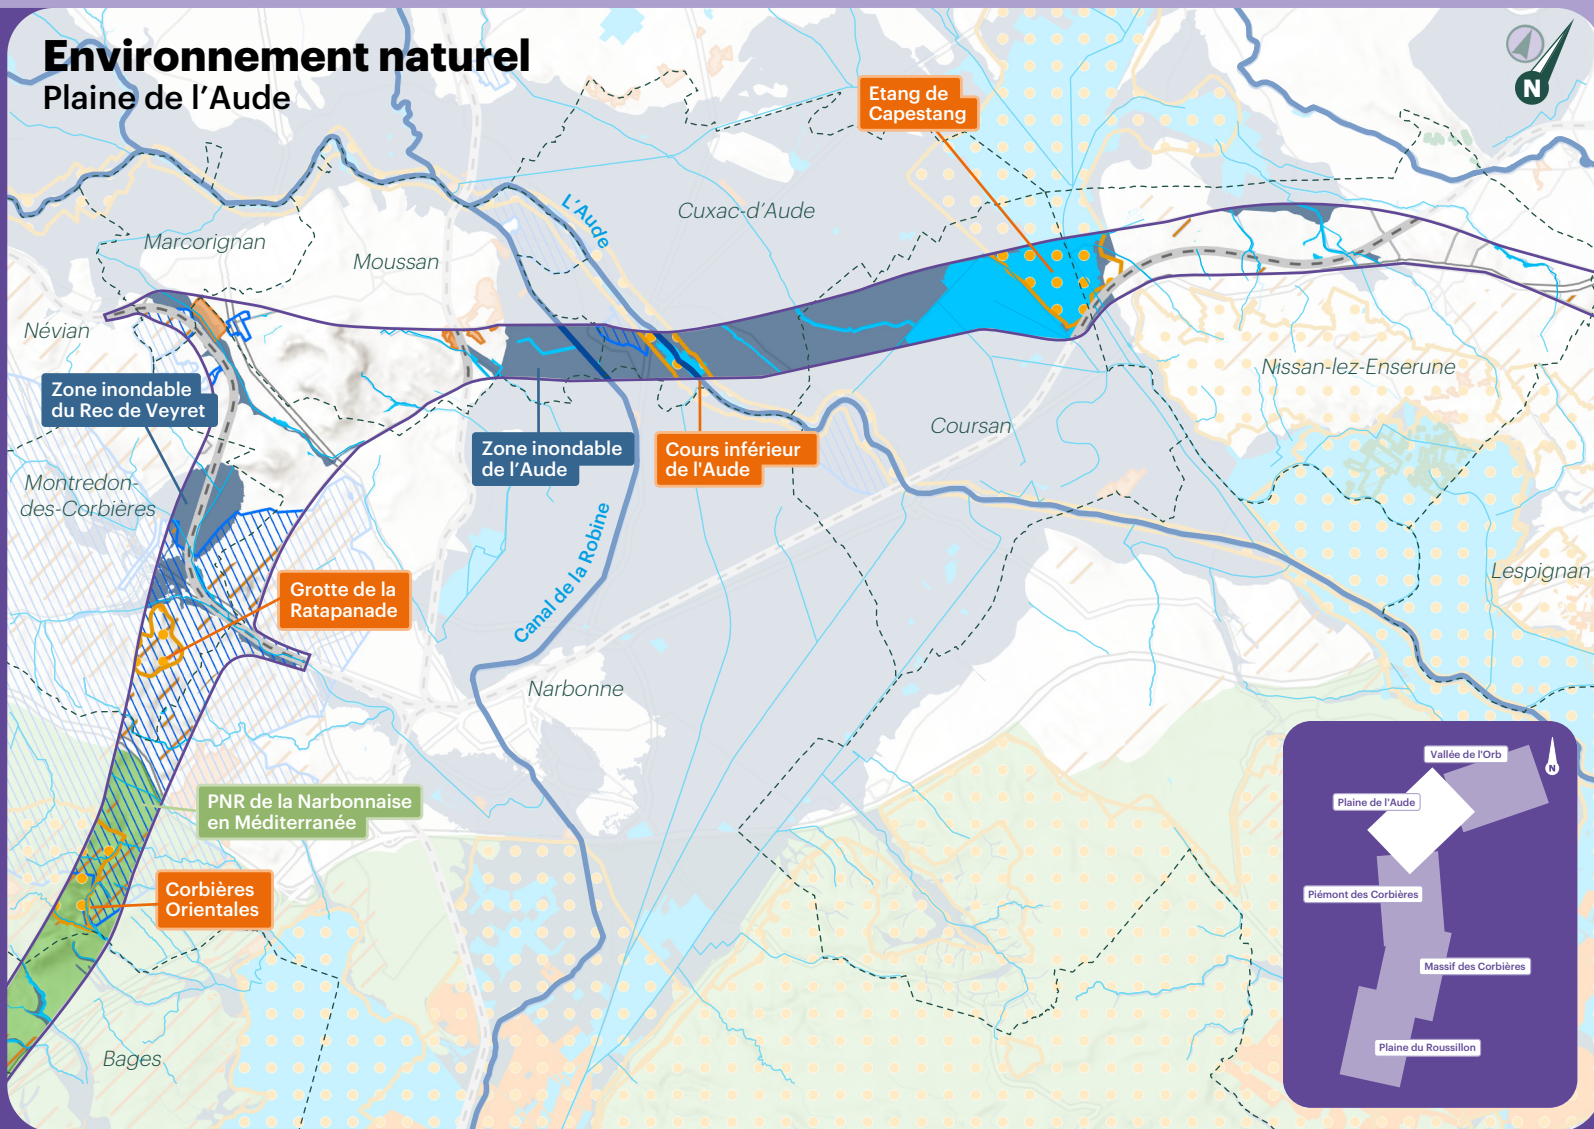 Environnement naturel
Plaine de l'Aude
N
Etang de
Capestang
L'Aude
Cuxac-d'Aude
Marcorignan
Moussan
Névian
Nissan-lez-Enserune
Zone inondable
du Rec de Veyret
Zone inondable
de l'Aude
Cours inférieur
de l'Aude
Coursan
Montredon-
des-Corbières
Canal de la Robine
Lespignan
Grotte de la
Ratapanade
Narbonne
PNR de la Narbonnaise
en Méditerranée
Corbières
Orientales
Bages
Vallée de l'Orb
N
Plaine de l'Aude
Piémont des Corbières
Massif des Corbières
Plaine du Roussillon